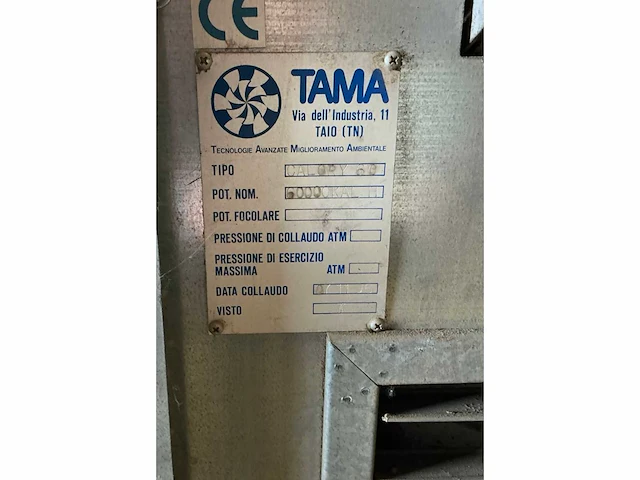 CE
TAMA
Via dell'Industria, 11
TAIO (TN)
TECNOLOGIE AVANZATE MIGLIORAMENTO AMBIENTALE
TIPO CALORY
POT. NOM.
POT. FOCOLARE
PRESSIONE DI COLLAUDO ATM
PRESSIONE DI ESERCIZIO
MASSIMA ATM
DATA COLLAUDO
VISTO